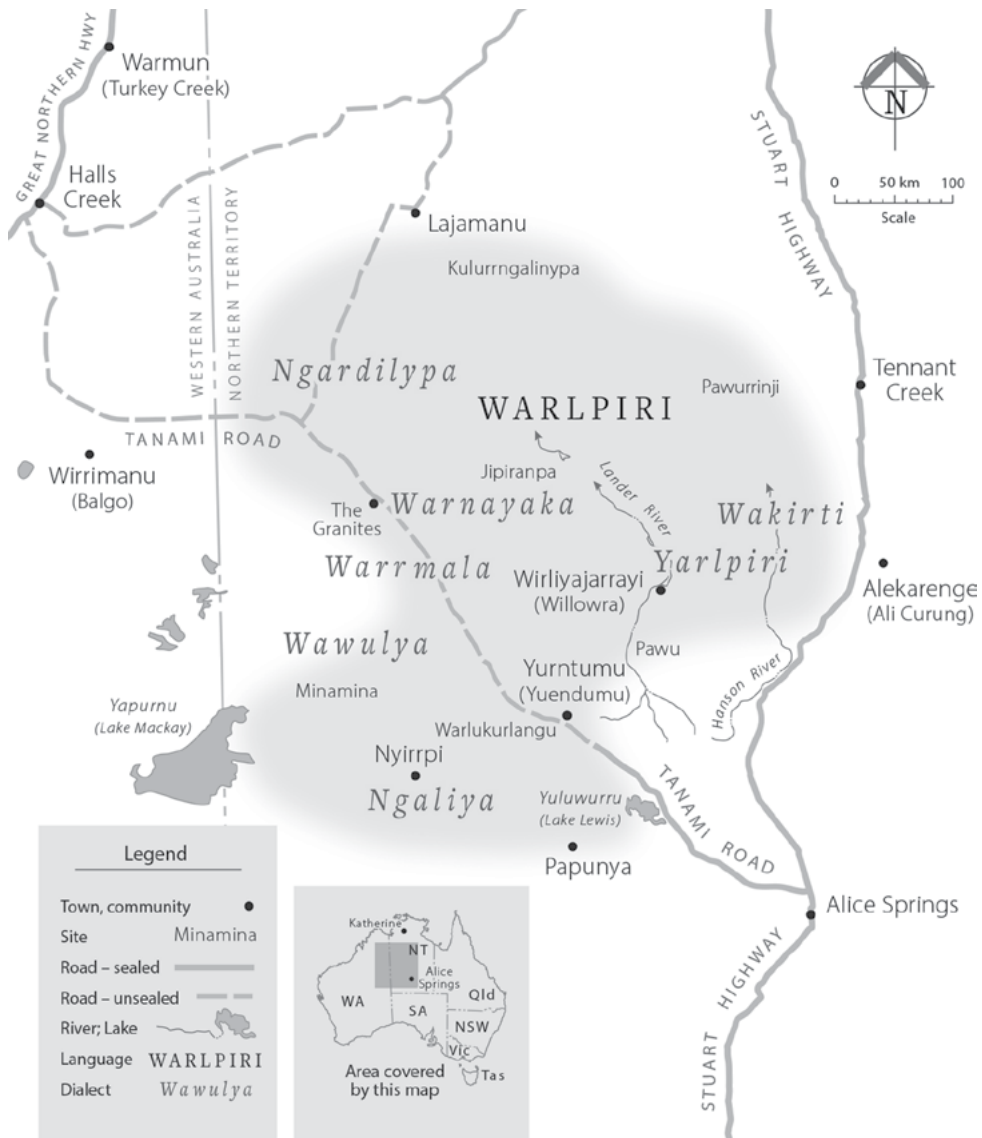 GREAT NORTHERN HWY
Warmun
(Turkey Creek)
Halls
Creek
WESTERN AUSTRALIA
NORTHERN TERRITORY
Lajamanu
Kulurrngalinypa
STUART HIGHWAY
N
0 50 km 100
Scale
Ngardilypa
WARLPIRI
Pawurrinji
Tennant
Creek
TANAMI ROAD
Wirrimanu
(Balgo)
Jipiranpa
Lander River
The
Granites
Warnayaka
Wakirti
Warrmala
Yarlpiri
Wirliyajarrayi
(Willowra)
Alekarenge
(Ali Curung)
Wawulya
Pawu
Minamina
Yurntumu
(Yuendumu)
Hanson River
Yapurnu
(Lake Mackay)
Warlukurlangu
Nyirrpi
Ngaliya
Yuluwurru
(Lake Lewis)
TANAMI ROAD
Papunya
Alice Springs
STUART HIGHWAY
Legend
Town, community
Site Minamina
Road – sealed
Road – unsealed
River; Lake
Language WARLPIRI
Dialect Wawulya
Katherine
NT
Alice
Springs
WA
Qld
SA
NSW
Vic
Tas
Area covered
by this map